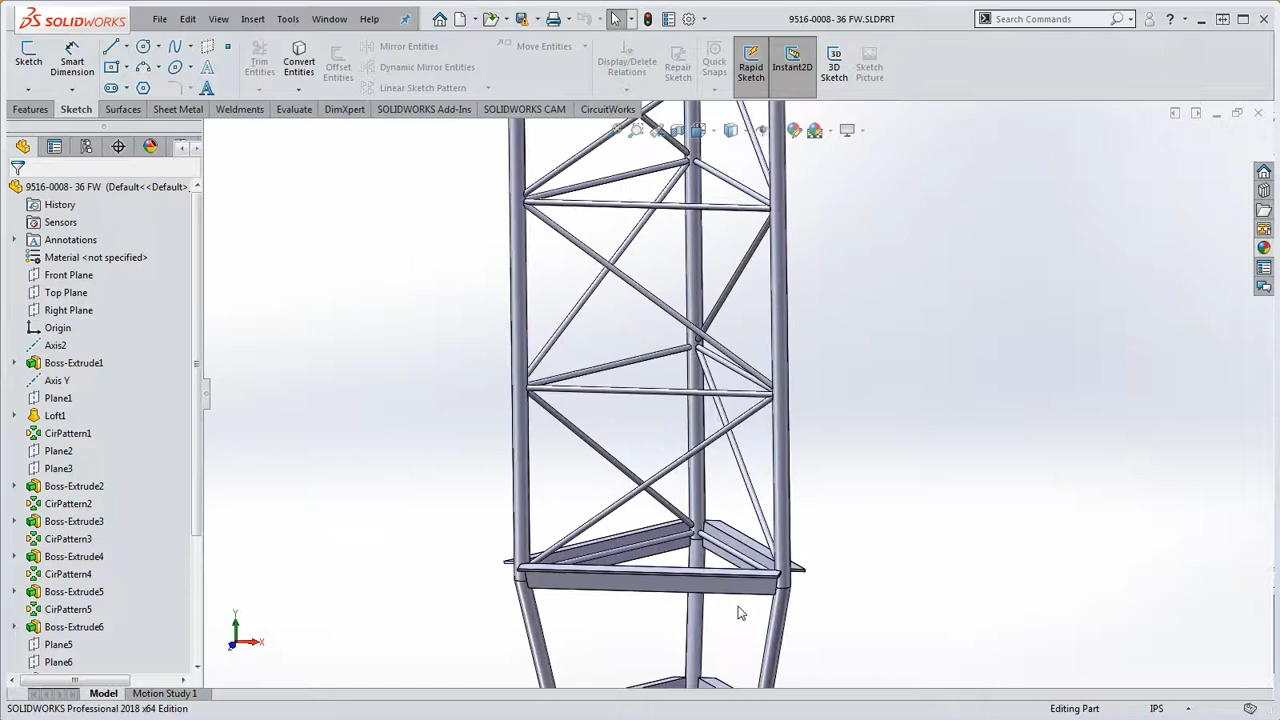 SOLIDWORKS File Edit View Insert Tools Window Help 9516-0008- 36 FW.SLDPRT Search Commands ?
Sketch Smart Dimension Trim Entities Convert Entities Offset Entities Mirror Entities Move Entities Display/Delete Relations Repair Sketch Quick Snaps Rapid Sketch Instant2D 3D Sketch Sketch Picture
Dynamic Mirror Entities
Linear Sketch Pattern
Features Sketch Surfaces Sheet Metal Weldments Evaluate DimXpert SOLIDWORKS Add-Ins SOLIDWORKS CAM CircuitWorks
9516-0008- 36 FW (Default<<Default>_
History
Sensors
Annotations
Material <not specified>
Front Plane
Top Plane
Right Plane
Origin
Axis2
Boss-Extrude1
Axis Y
Plane1
Loft1
CirPattern1
Plane2
Plane3
Boss-Extrude2
CirPattern2
Boss-Extrude3
CirPattern3
Boss-Extrude4
CirPattern4
Boss-Extrude5
CirPattern5
Boss-Extrude6
Plane5
Plane6
Y
X
Z
Model Motion Study 1
SOLIDWORKS Professional 2018 x64 Edition Editing Part IPS